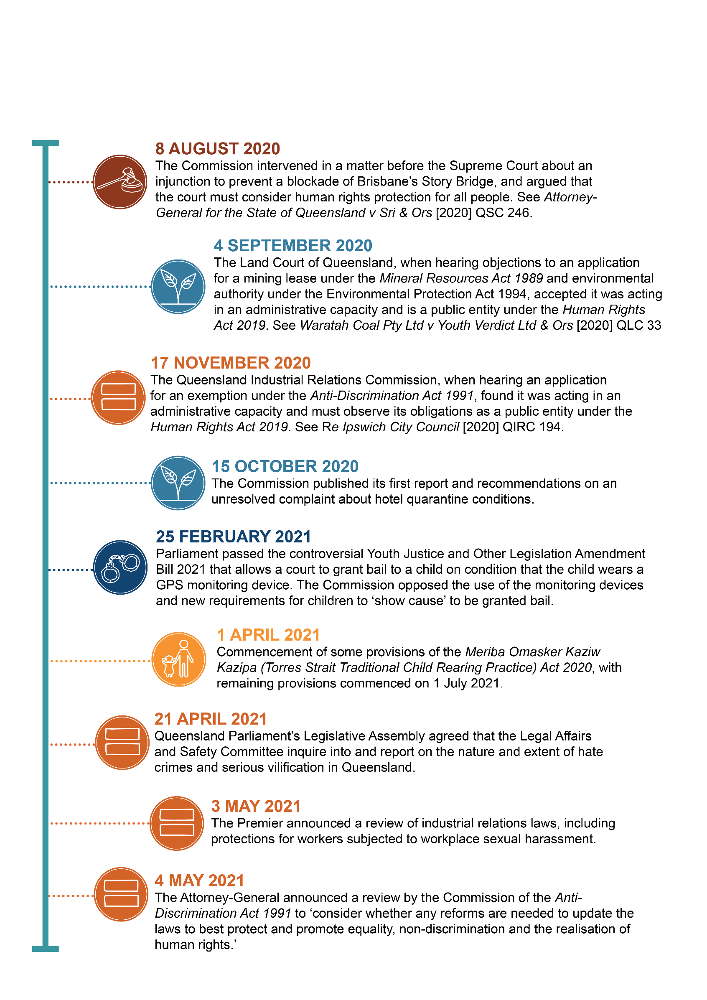 8 AUGUST 2020
The Commission intervened in a matter before the Supreme Court about an
injunction to prevent a blockade of Brisbane’s Story Bridge, and argued that
the court must consider human rights protection for all people. See Attorney-
General for the State of Queensland v Sri & Ors [2020] QSC 246.
4 SEPTEMBER 2020
The Land Court of Queensland, when hearing objections to an application
for a mining lease under the Mineral Resources Act 1989 and environmental
authority under the Environmental Protection Act 1994, accepted it was acting
in an administrative capacity and is a public entity under the Human Rights
Act 2019. See Waratah Coal Pty Ltd v Youth Verdict Ltd & Ors [2020] QLC 33
17 NOVEMBER 2020
The Queensland Industrial Relations Commission, when hearing an application
for an exemption under the Anti-Discrimination Act 1991, found it was acting in an
administrative capacity and must observe its obligations as a public entity under the
Human Rights Act 2019. See Re Ipswich City Council [2020] QIRC 194.
15 OCTOBER 2020
The Commission published its first report and recommendations on an
unresolved complaint about hotel quarantine conditions.
25 FEBRUARY 2021
Parliament passed the controversial Youth Justice and Other Legislation Amendment
Bill 2021 that allows a court to grant bail to a child on condition that the child wears a
GPS monitoring device. The Commission opposed the use of the monitoring devices
and new requirements for children to ‘show cause’ to be granted bail.
1 APRIL 2021
Commencement of some provisions of the Meriba Omasker Kaziw
Kazipa (Torres Strait Traditional Child Rearing Practice) Act 2020, with
remaining provisions commenced on 1 July 2021.
21 APRIL 2021
Queensland Parliament’s Legislative Assembly agreed that the Legal Affairs
and Safety Committee inquire into and report on the nature and extent of hate
crimes and serious vilification in Queensland.
3 MAY 2021
The Premier announced a review of industrial relations laws, including
protections for workers subjected to workplace sexual harassment.
4 MAY 2021
The Attorney-General announced a review by the Commission of the Anti-
Discrimination Act 1991 to ‘consider whether any reforms are needed to update the
laws to best protect and promote equality, non-discrimination and the realisation of
human rights.’